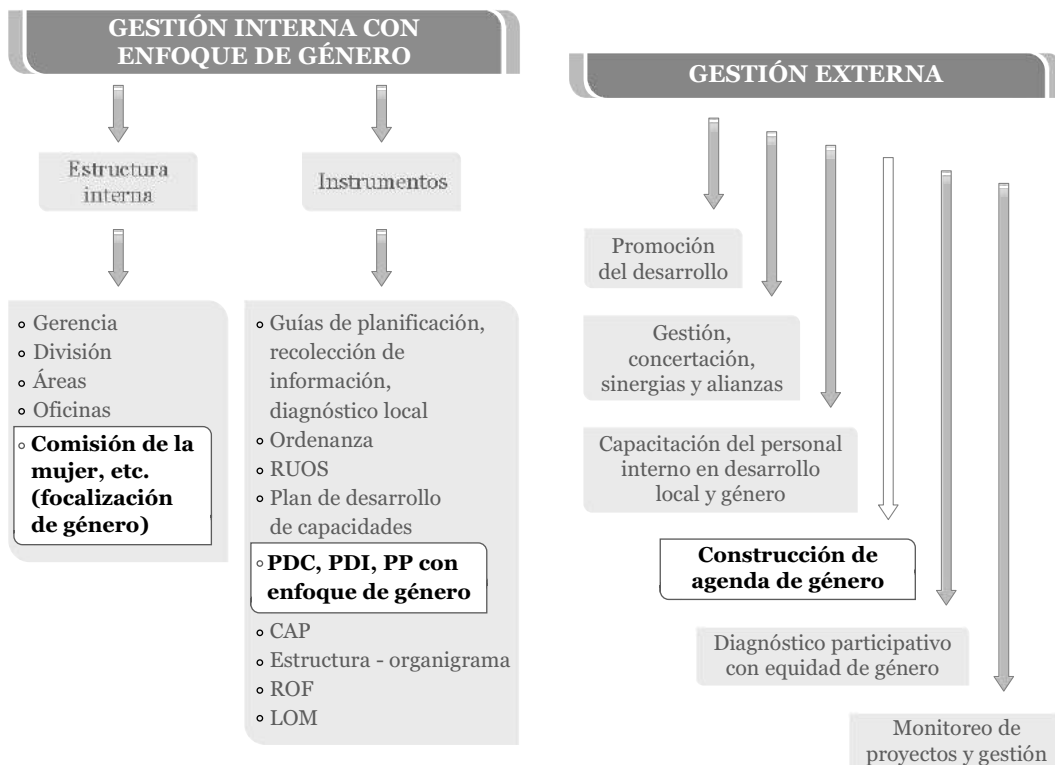 GESTIÓN INTERNA CON
ENFOQUE DE GÉNERO
Estructura
interna
Instrumentos
◦ Gerencia
◦ División
◦ Áreas
◦ Oficinas
◦ Comisión de la
mujer, etc.
(focalización
de género)
◦ Guías de planificación,
recolección de
información,
diagnóstico local
◦ Ordenanza
◦ RUOS
◦ Plan de desarrollo
de capacidades
◦ PDC, PDI, PP con
enfoque de género
◦ CAP
◦ Estructura - organigrama
◦ ROF
◦ LOM
GESTIÓN EXTERNA
Promoción
del desarrollo
Gestión,
concertación,
sinergias y alianzas
Capacitación del personal
interno en desarrollo
local y género
Construcción de
agenda de género
Diagnóstico participativo
con equidad de género
Monitoreo de
proyectos y gestión